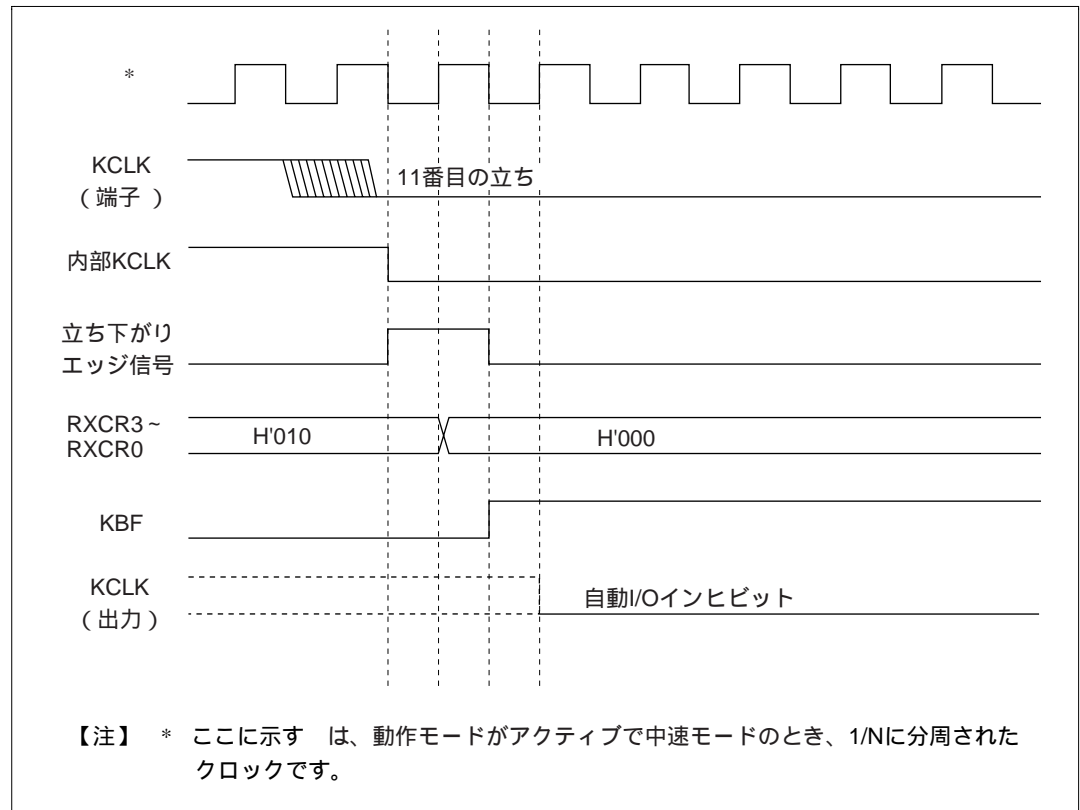 *
KCLK
（端子 ）
11番目の立ち
内部KCLK
立ち下がり
エッジ信号
RXCR3～
RXCR0
H'010
H'000
KBF
KCLK
（出力）
自動I/Oインヒビット
【注】 * ここに示す は、動作モードがアクティブで中速モードのとき、1/Nに分周された
クロックです。